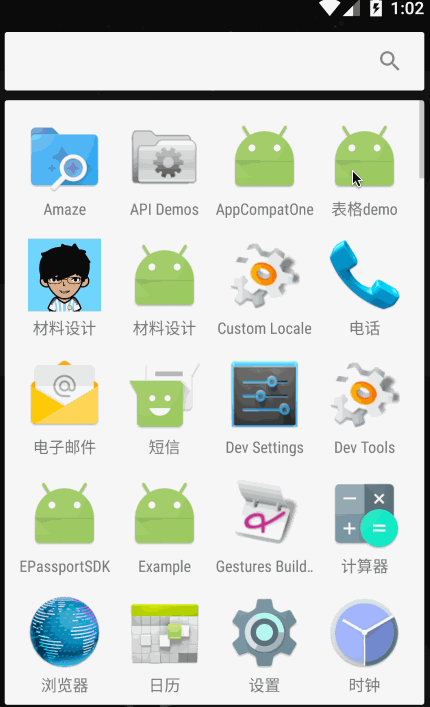 1:02
Amaze
API Demos
AppCompatOne
表格demo
材料设计
材料设计
Custom Locale
电话
电子邮件
短信
Dev Settings
Dev Tools
EPassportSDK
Example
Gestures Build..
计算器
浏览器
日历
设置
时钟